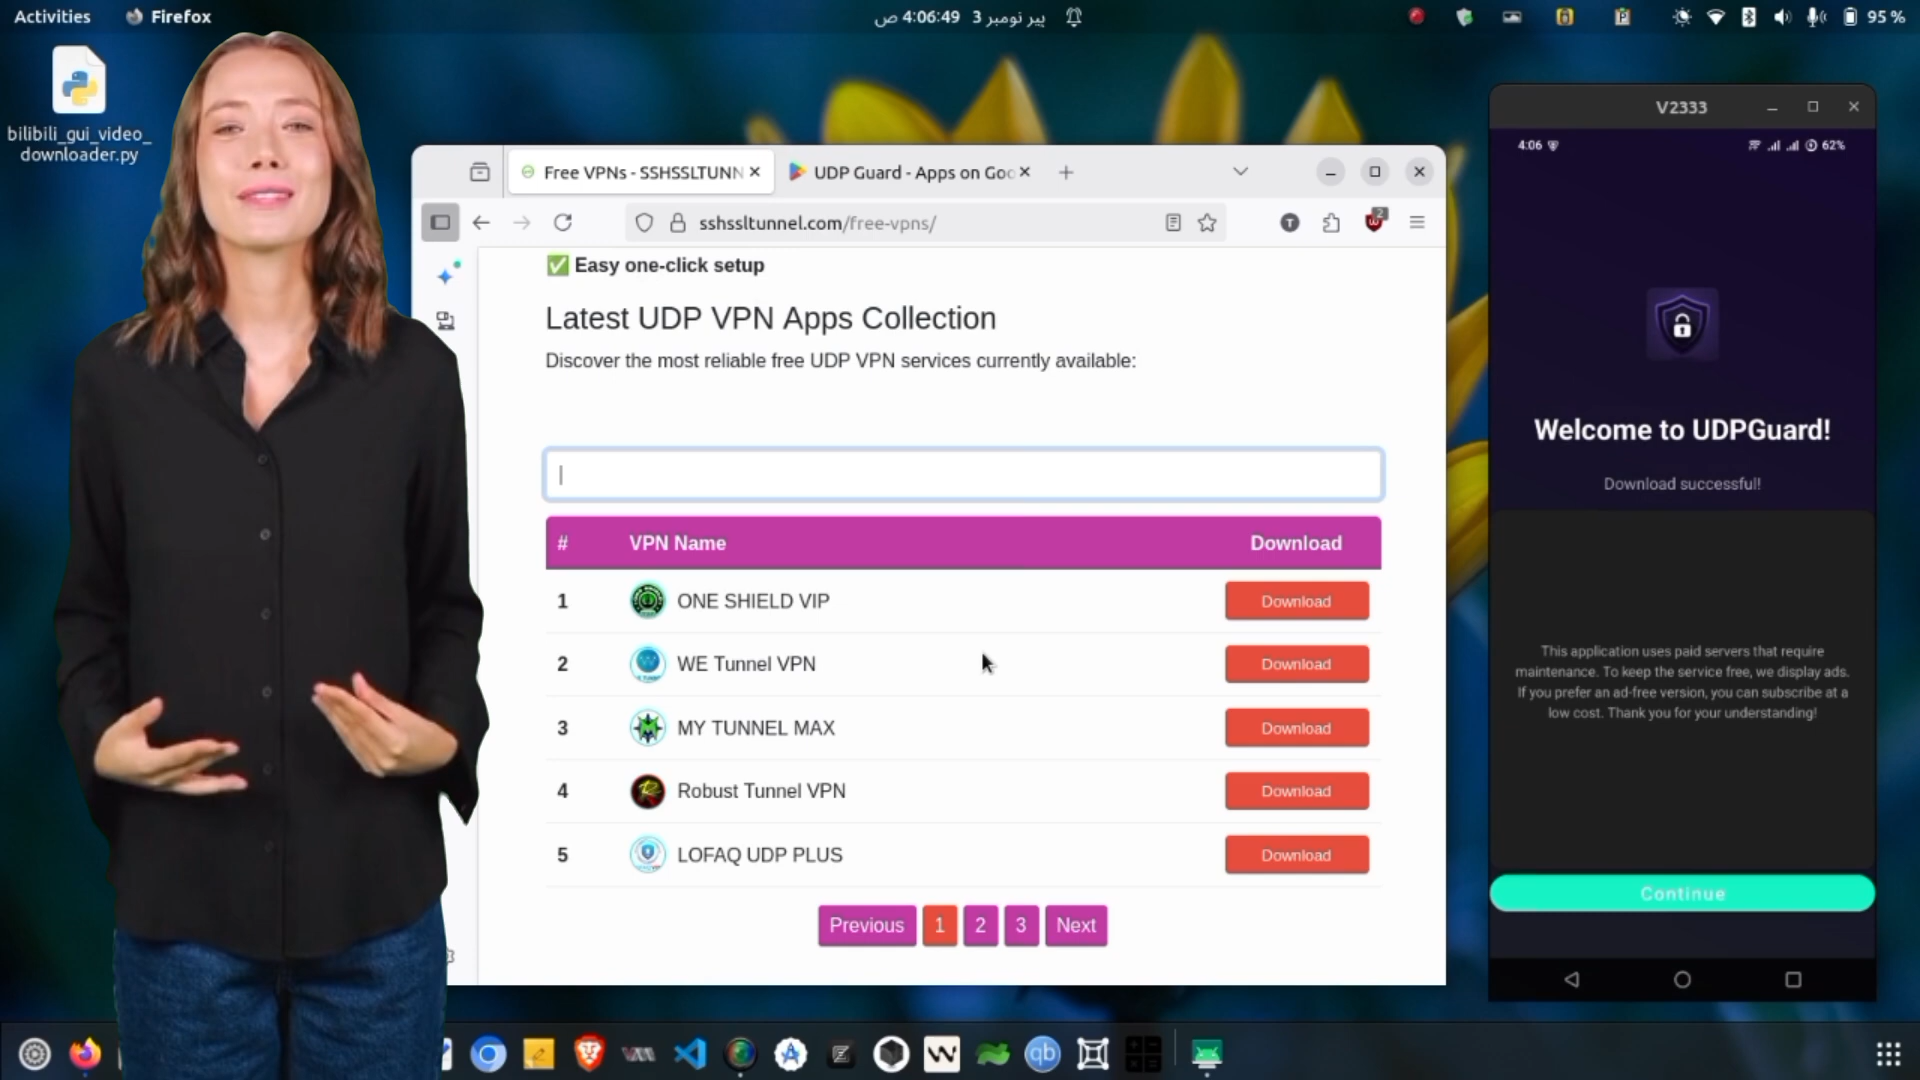 Activities
Firefox
پیر نومبر 3  4:06:49 ص
95 %
bilibili_gui_video_
downloader.py
Free VPNs - SSHSSLTUNN
UDP Guard - Apps on Goo
sshssltunnel.com/free-vpns/
T
2
✅ Easy one-click setup
Latest UDP VPN Apps Collection
Discover the most reliable free UDP VPN services currently available:
# VPN Name Download
1 ONE SHIELD VIP Download
2 WE Tunnel VPN Download
3 MY TUNNEL MAX Download
4 Robust Tunnel VPN Download
5 LOFAQ UDP PLUS Download
Previous 1 2 3 Next
V2333
4:06
62%
Welcome to UDPGuard!
Download successful!
This application uses paid servers that require
maintenance. To keep the service free, we display ads.
If you prefer an ad-free version, you can subscribe at a
low cost. Thank you for your understanding!
Continue
qb